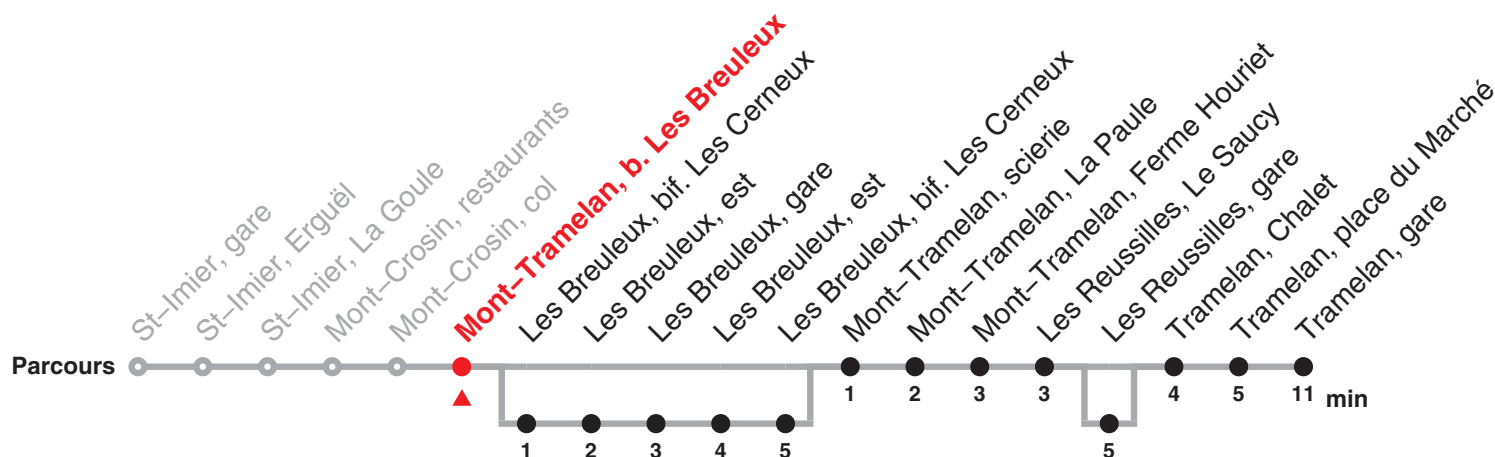 St-Imier, gare
St-Imier, Erguël
St-Imier, La Goule
Mont-Crosin, restaurants
Mont-Crosin, col
Mont-Tramelan, b. Les Breuleux
Les Breuleux, bif. Les Cerneux
Les Breuleux, est
Les Breuleux, gare
Les Breuleux, est
Les Breuleux, bif. Les Cerneux
Mont-Tramelan, scierie
Mont-Tramelan, La Paule
Mont-Tramelan, Ferme Houriet
Les Reussilles, Le Saucy
Les Reussilles, gare
Tramelan, Chalet
Tramelan, place du Marché
Tramelan, gare
Parcours
1 2 3 3 4 5 11 min
1 2 3 4 5 5